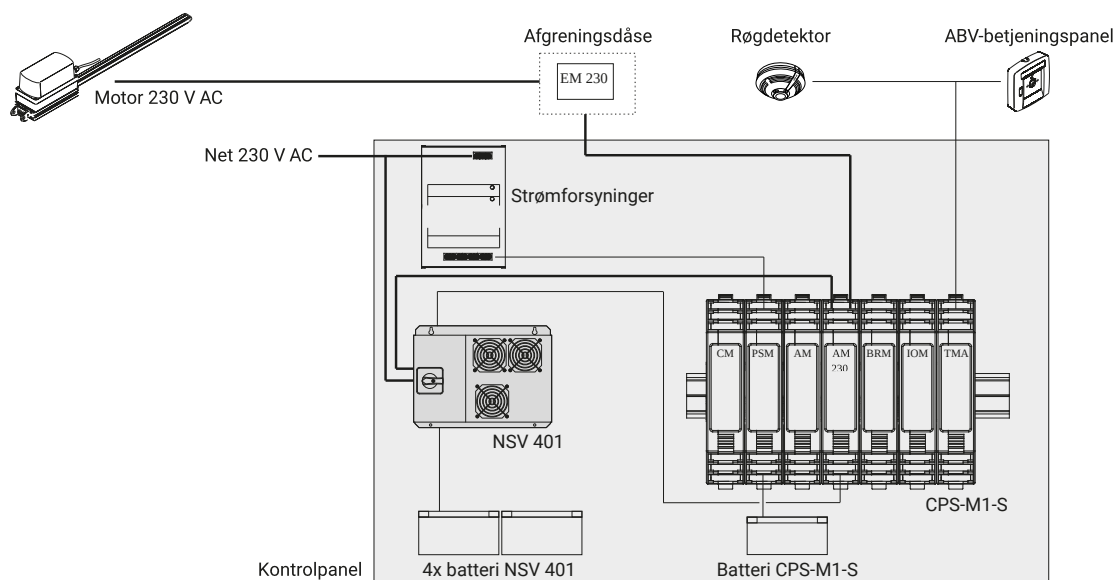 Afgreningsdåse
Røgdetektor
ABV-betjeningspanel
EM 230
Motor 230 V AC
Net 230 V AC
Strømforsyninger
CM
PSM
AM
AM
230
BRM
IOM
TMA
NSV 401
CPS-M1-S
Kontrolpanel
4x batteri NSV 401
Batteri CPS-M1-S